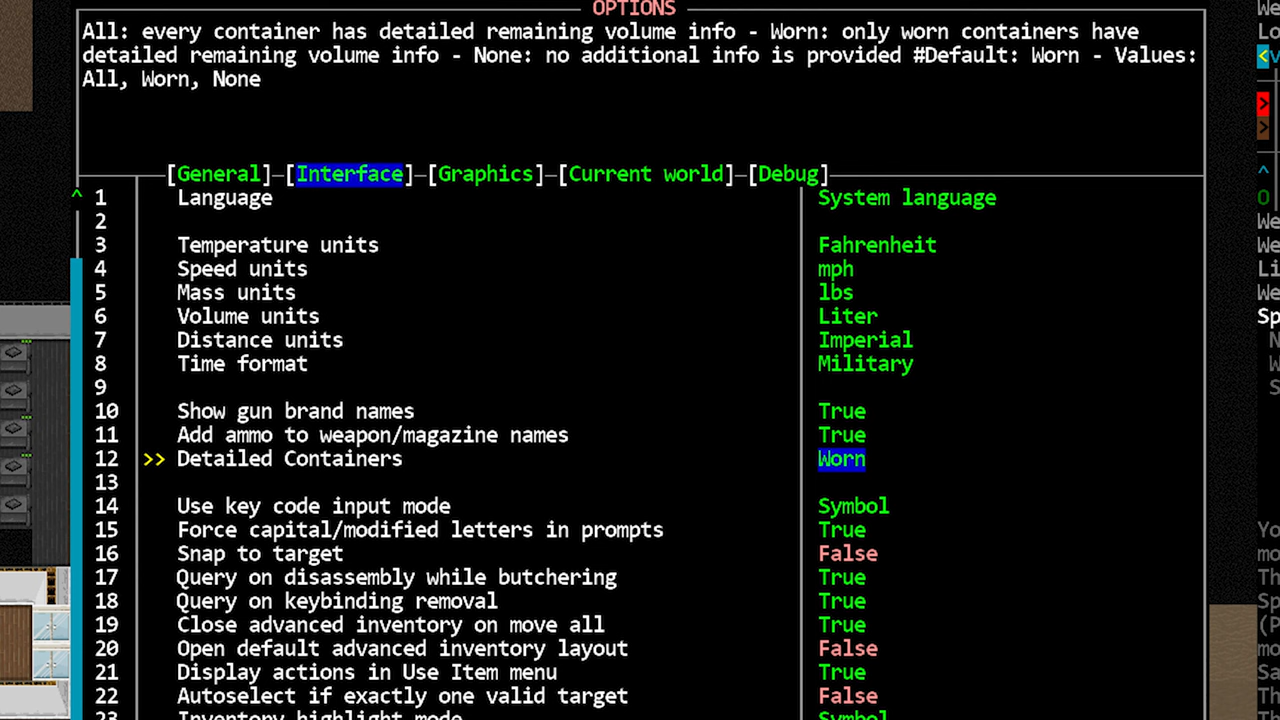 OPTIONS
All: every container has detailed remaining volume info - Worn: only worn containers have
detailed remaining volume info - None: no additional info is provided #Default: Worn - Values:
All, Worn, None
[General] [Interface] [Graphics] [Current world] [Debug]
^ 1 Language System language
2
3 Temperature units Fahrenheit
4 Speed units mph
5 Mass units lbs
6 Volume units Liter
7 Distance units Imperial
8 Time format Military
9
10 Show gun brand names True
11 Add ammo to weapon/magazine names True
12 >> Detailed Containers Worn
13
14 Use key code input mode Symbol
15 Force capital/modified letters in prompts True
16 Snap to target False
17 Query on disassembly while butchering True
18 Query on keybinding removal True
19 Close advanced inventory on move all True
20 Open default advanced inventory layout False
21 Display actions in Use Item menu True
22 Autoselect if exactly one valid target False
23 Inventory highlight mode Symbol